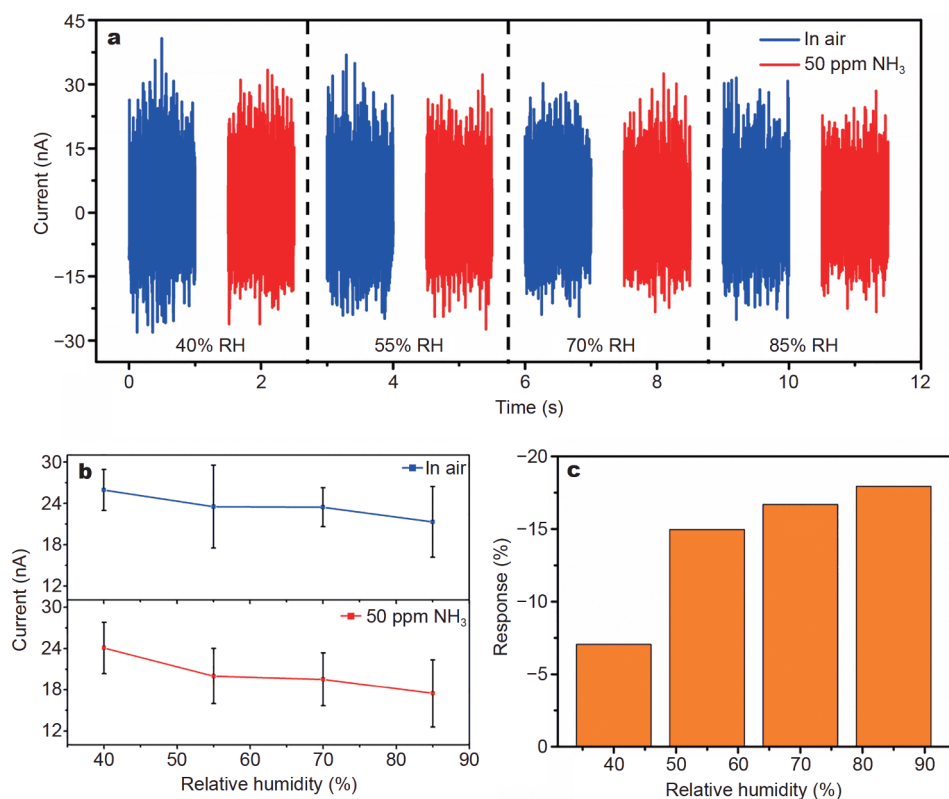 a
In air
50 ppm NH₃
45
30
15
0
−15
−30
Current (nA)
40% RH
55% RH
70% RH
85% RH
0
2
4
6
8
10
12
Time (s)
b
In air
30
24
18
12
50 ppm NH₃
30
24
18
12
Current (nA)
40
50
60
70
80
90
Relative humidity (%)
c
−20
−15
−10
−5
0
Response (%)
40
50
60
70
80
90
Relative humidity (%)